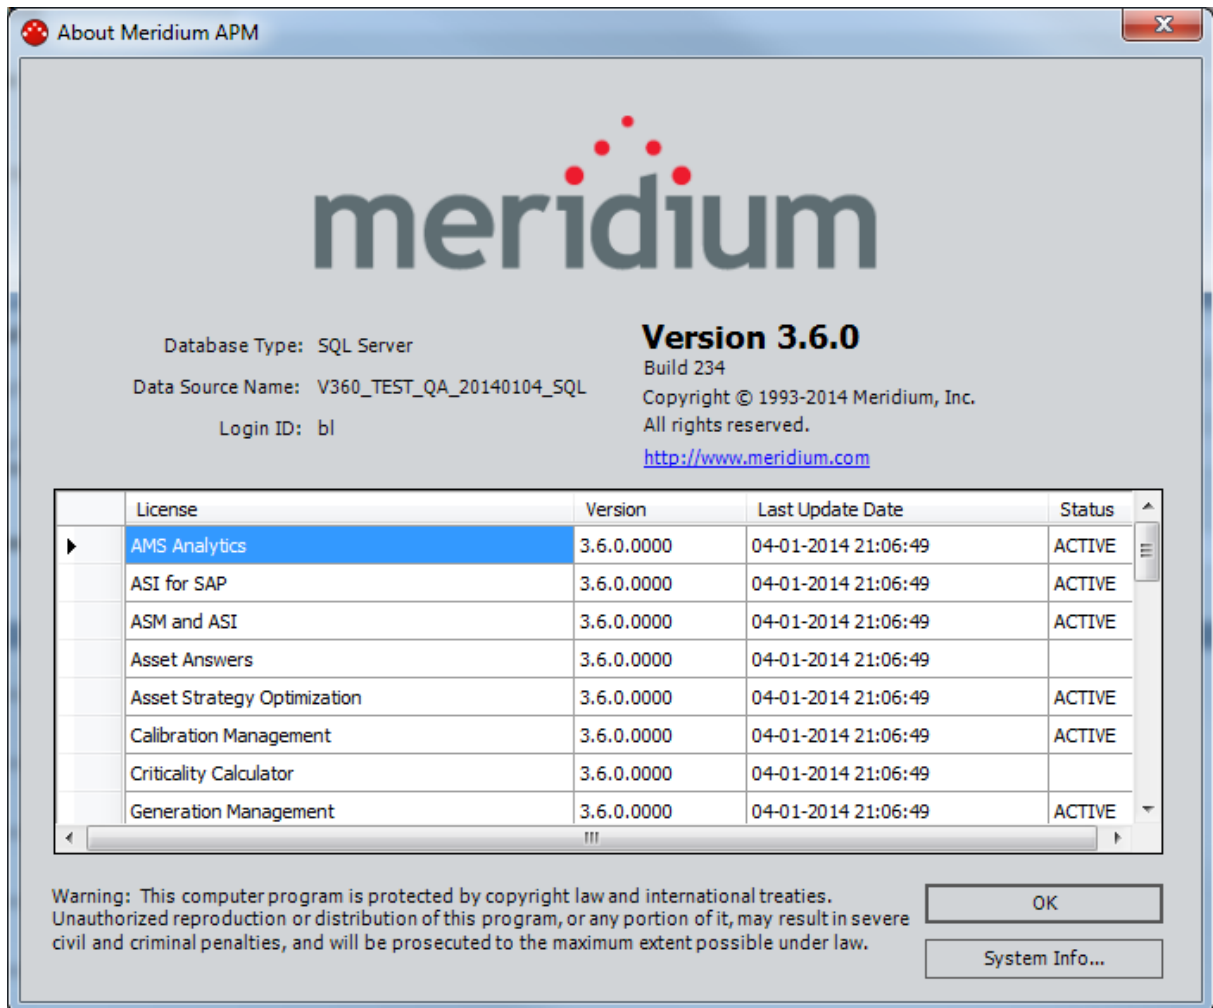 About Meridium APM
meridium
Database Type: SQL Server
Data Source Name: V360_TEST_QA_20140104_SQL
Login ID: bl
Version 3.6.0
Build 234
Copyright © 1993-2014 Meridium, Inc.
All rights reserved.
http://www.meridium.com
License Version Last Update Date Status
AMS Analytics 3.6.0.0000 04-01-2014 21:06:49 ACTIVE
ASI for SAP 3.6.0.0000 04-01-2014 21:06:49 ACTIVE
ASM and ASI 3.6.0.0000 04-01-2014 21:06:49 ACTIVE
Asset Answers 3.6.0.0000 04-01-2014 21:06:49
Asset Strategy Optimization 3.6.0.0000 04-01-2014 21:06:49 ACTIVE
Calibration Management 3.6.0.0000 04-01-2014 21:06:49 ACTIVE
Criticality Calculator 3.6.0.0000 04-01-2014 21:06:49
Generation Management 3.6.0.0000 04-01-2014 21:06:49 ACTIVE
Warning: This computer program is protected by copyright law and international treaties.
Unauthorized reproduction or distribution of this program, or any portion of it, may result in severe
civil and criminal penalties, and will be prosecuted to the maximum extent possible under law.
OK
System Info...